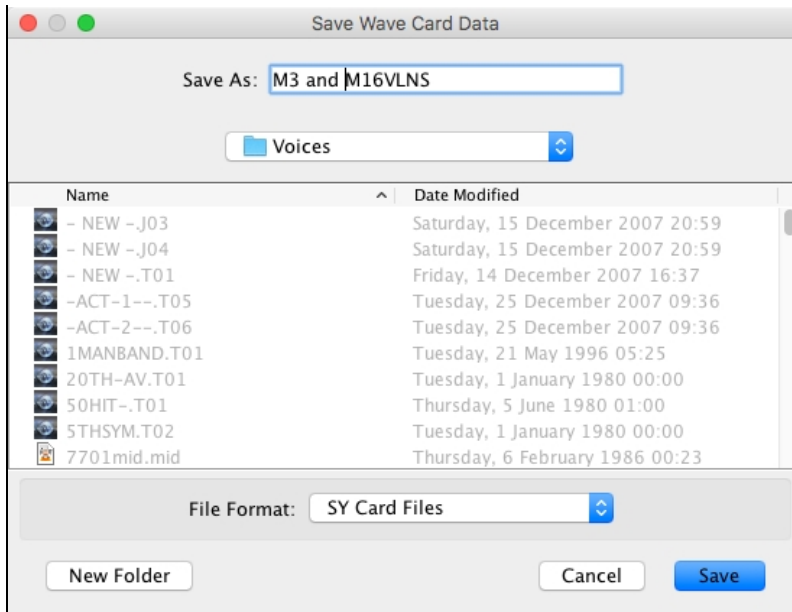 Save Wave Card Data
Save As: M3 and M16VLNS
Voices
Name Date Modified
- NEW -.J03 Saturday, 15 December 2007 20:59
- NEW -.J04 Saturday, 15 December 2007 20:59
- NEW -.T01 Friday, 14 December 2007 16:37
-ACT-1--.T05 Tuesday, 25 December 2007 09:36
-ACT-2--.T06 Tuesday, 25 December 2007 09:36
1MANBAND.T01 Tuesday, 21 May 1996 05:25
20TH-AV.T01 Tuesday, 1 January 1980 00:00
50HIT-.T01 Thursday, 5 June 1980 01:00
5THSYM.T02 Tuesday, 1 January 1980 00:00
7701mid.mid Thursday, 6 February 1986 00:23
File Format: SY Card Files
New Folder Cancel Save